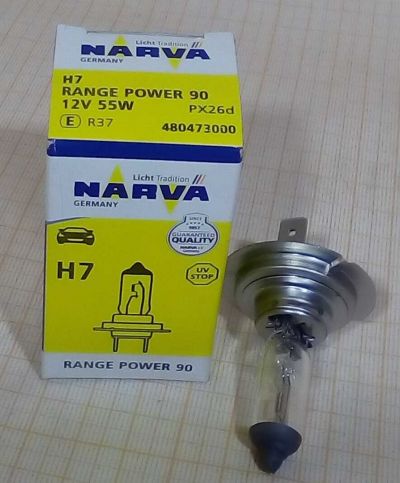 Licht Tradition
NARVA
GERMANY
H7
RANGE POWER 90
12V 55W PX26d
E R37 480473000
Licht Tradition
NARVA
GERMANY
SINCE
GUARANTEED
QUALITY
H7
UV
STOP
RANGE POWER 90